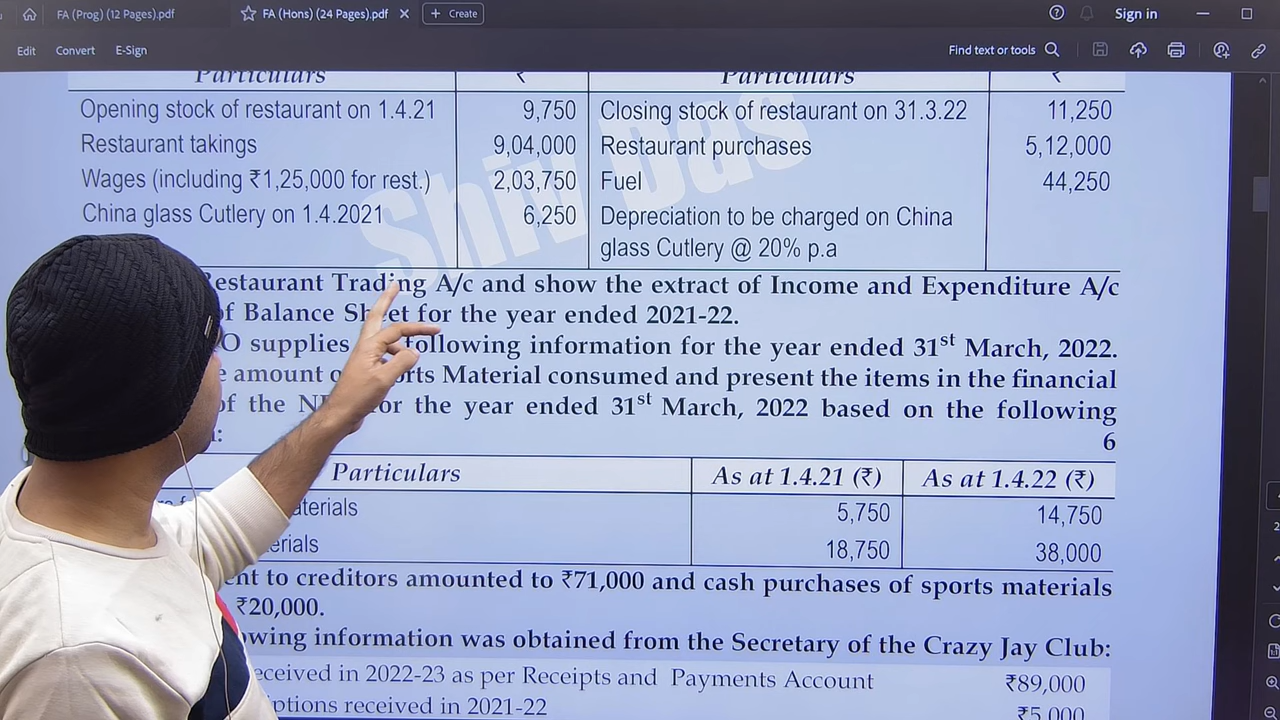 FA (Prog) (12 Pages).pdf
FA (Hons) (24 Pages).pdf
+ Create
Sign in
Edit Convert E-Sign
Find text or tools
Particulars ₹ Particulars ₹
Opening stock of restaurant on 1.4.21 9,750 Closing stock of restaurant on 31.3.22 11,250
Restaurant takings 9,04,000 Restaurant purchases 5,12,000
Wages (including ₹1,25,000 for rest.) 2,03,750 Fuel 44,250
China glass Cutlery on 1.4.2021 6,250 Depreciation to be charged on China
glass Cutlery @ 20% p.a
Shiv Das
Restaurant Trading A/c and show the extract of Income and Expenditure A/c
of Balance Sheet for the year ended 2021-22.
O supplies following information for the year ended 31st March, 2022.
amount Material consumed and present the items in the financial
of the for the year ended 31st March, 2022 based on the following
: 6
Particulars As at 1.4.21 (₹) As at 1.4.22 (₹)
aterials 5,750 14,750
erials 18,750 38,000
to creditors amounted to ₹71,000 and cash purchases of sports materials
₹20,000.
owing information was obtained from the Secretary of the Crazy Jay Club:
eceived in 2022-23 as per Receipts and Payments Account ₹89,000
ptions received in 2021-22 ₹5,000